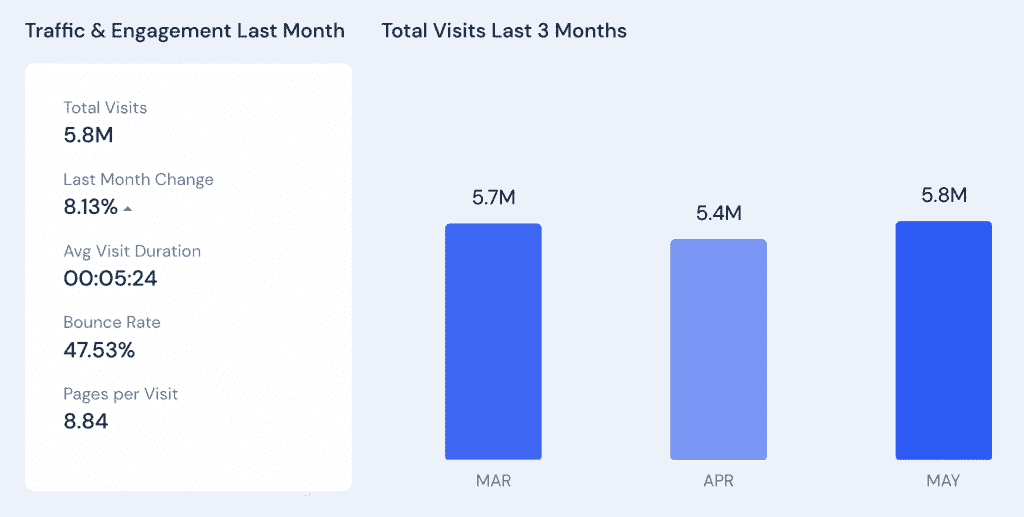 Traffic & Engagement Last Month
Total Visits
5.8M
Last Month Change
8.13%
Avg Visit Duration
00:05:24
Bounce Rate
47.53%
Pages per Visit
8.84
Total Visits Last 3 Months
5.7M
5.4M
5.8M
MAR
APR
MAY